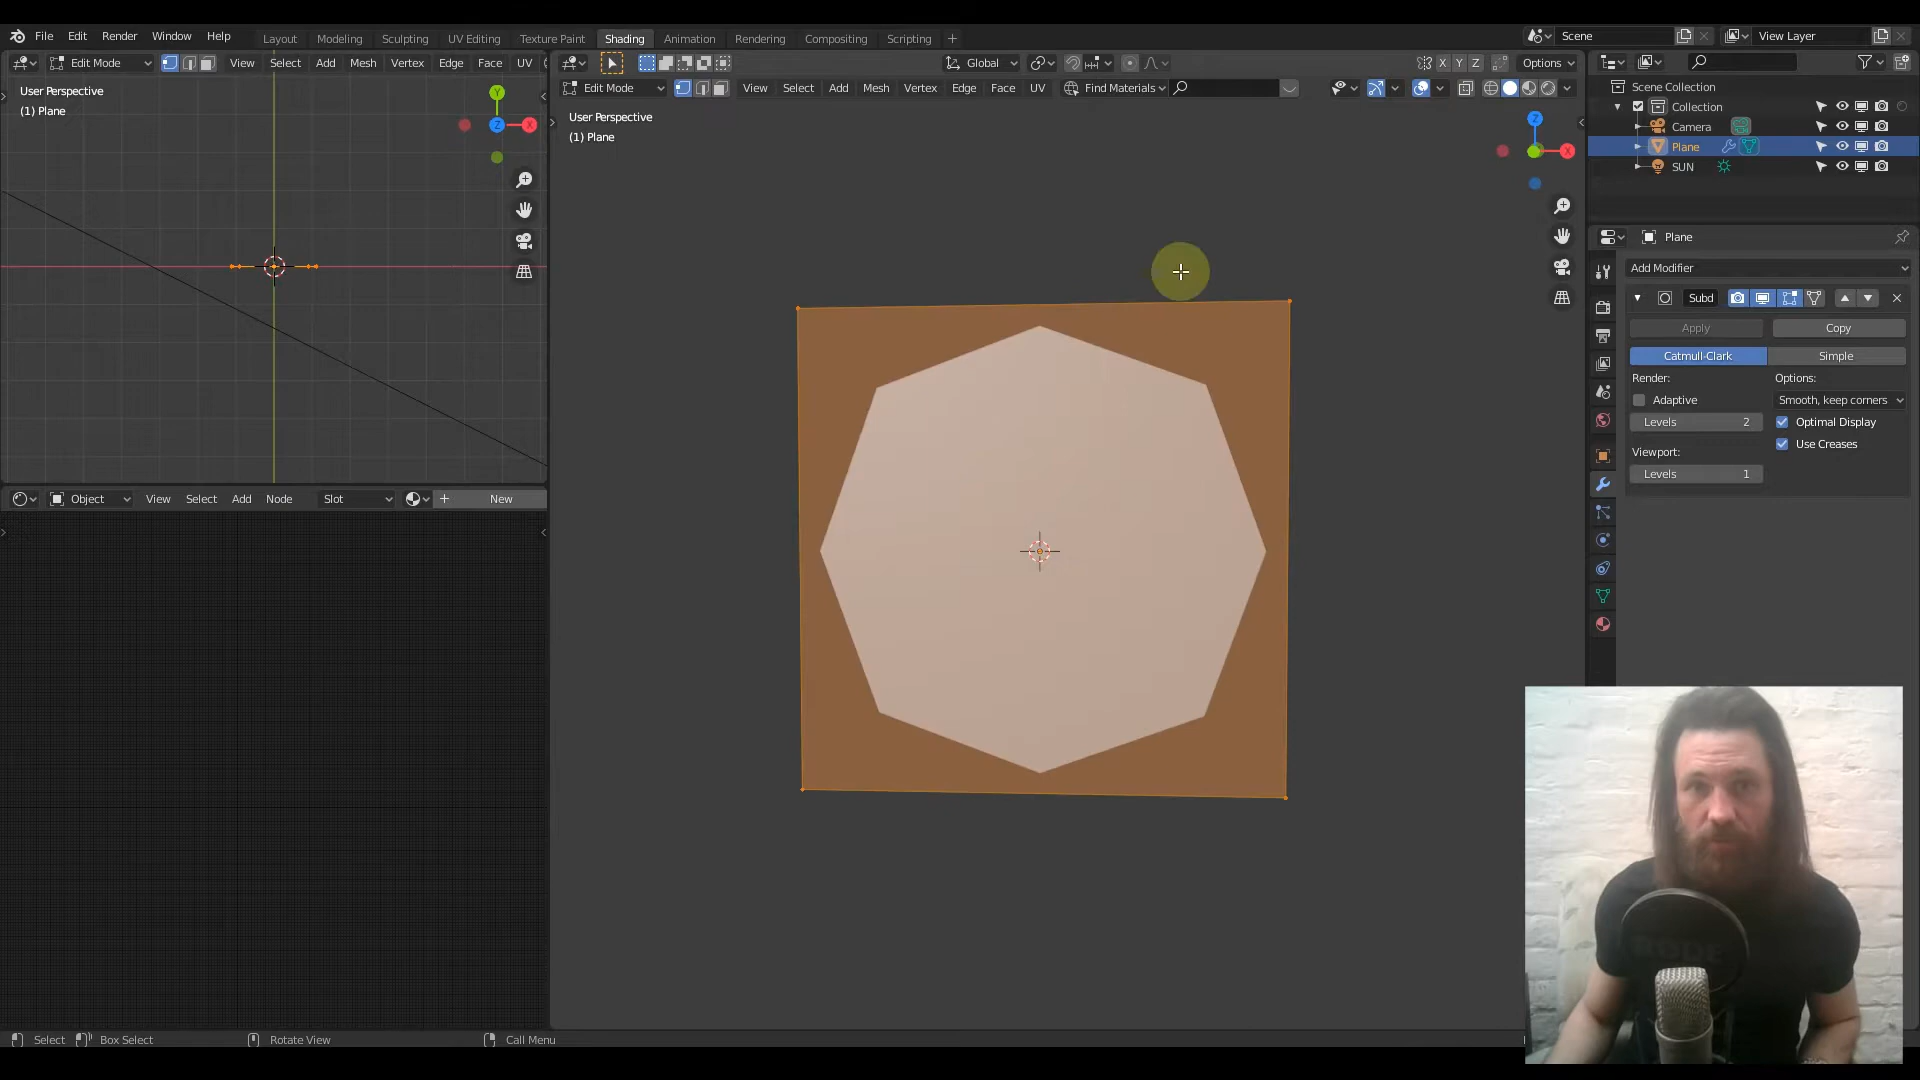 File Edit Render Window Help Layout Modeling Sculpting UV Editing Texture Paint Shading Animation Rendering Compositing Scripting + Scene View Layer
Edit Mode View Select Add Mesh Vertex Edge Face UV
Global X Y Z Options
Edit Mode View Select Add Mesh Vertex Edge Face UV Find Materials
User Perspective
(1) Plane
Y
Z
X
User Perspective
(1) Plane
Z
X
Scene Collection
Collection
Camera
Plane
SUN
Plane
Add Modifier
Subd
Apply Copy
Catmull-Clark Simple
Render: Options:
Adaptive Smooth, keep corners
Levels 2 Optimal Display
Viewport: Use Creases
Levels 1
Object View Select Add Node Slot New
Select Box Select Rotate View Call Menu